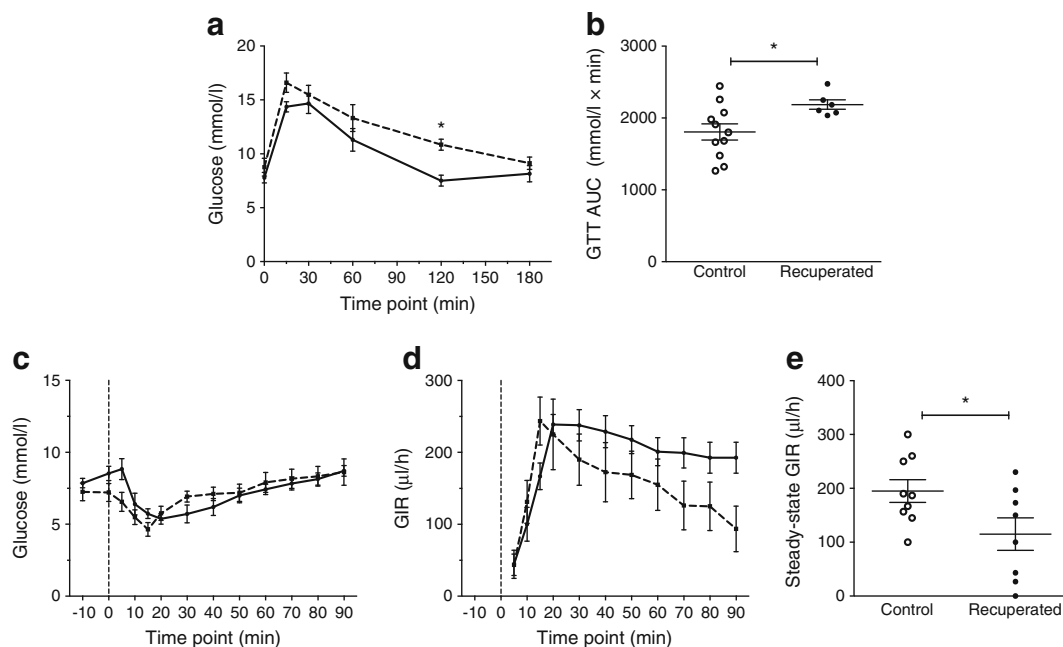 a
Glucose (mmol/l)
20
15
10
5
0
*
0 30 60 90 120 150 180
Time point (min)
b
GTT AUC (mmol/l × min)
3000
2000
1000
0
*
Control Recuperated
c
Glucose (mmol/l)
15
10
5
0
-10 0 10 20 30 40 50 60 70 80 90
Time point (min)
d
GIR (µl/h)
300
200
100
0
-10 0 10 20 30 40 50 60 70 80 90
Time point (min)
e
Steady-state GIR (µl/h)
400
300
200
100
0
*
Control Recuperated